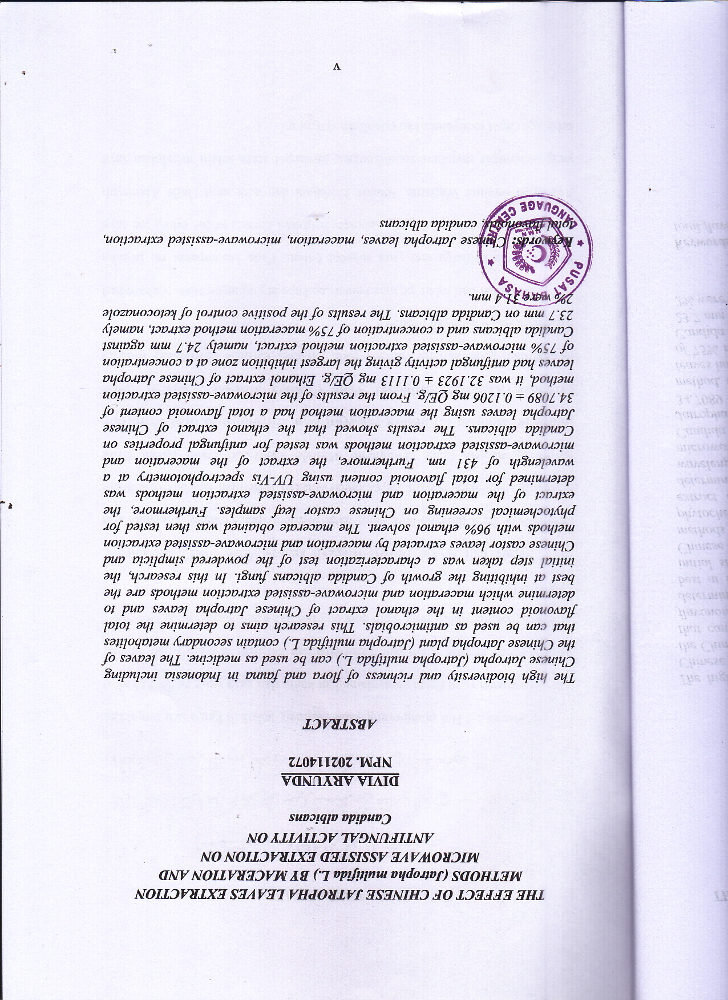 THE EFFECT OF CHINESE JATROPHA LEAVES EXTRACTION
METHODS (Jatropha multifida L.) BY MACERATION AND
MICROWAVE ASSISTED EXTRACTION ON
ANTIFUNGAL ACTIVITY ON
Candida albicans
DIVIA ARYUNDA
NPM. 202114072
ABSTRACT
The high biodiversity and richness of flora and fauna in Indonesia including
Chinese Jatropha (Jatropha multifida L.) can be used as medicine. The leaves of
the Chinese Jatropha plant (Jatropha multifida L.) contain secondary metabolites
that can be used as antimicrobials. This research aims to determine the total
flavonoid content in the ethanol extract of Chinese Jatropha leaves and to
determine which maceration and microwave-assisted extraction methods are the
best at inhibiting the growth of Candida albicans fungi. In this research, the
initial step taken was a characterization test of the powdered simplicia and
Chinese castor leaves extracted by maceration and microwave-assisted extraction
methods with 96% ethanol solvent. The macerate obtained was then tested for
phytochemical screening on Chinese castor leaf samples. Furthermore, the
extract of the maceration and microwave-assisted extraction methods was
determined for total flavonoid content using UV-Vis spectrophotometry at a
wavelength of 431 nm. Furthermore, the extract of the maceration and
microwave-assisted extraction methods was tested for antifungal properties on
Candida albicans. The results showed that the ethanol extract of Chinese
Jatropha leaves using the maceration method had a total flavonoid content of
34.7089 ± 0.1206 mg QE/g. From the results of the microwave-assisted extraction
method, it was 32.1923 ± 0.1113 mg QE/g. Ethanol extract of Chinese Jatropha
leaves had antifungal activity giving the largest inhibition zone at a concentration
of 75% microwave-assisted extraction method extract, namely 24.7 mm against
Candida albicans and a concentration of 75% maceration method extract, namely
23.7 mm on Candida albicans. The results of the positive control of ketoconazole
2% were 31.4 mm.
Keywords: Chinese Jatropha leaves, maceration, microwave-assisted extraction,
total flavonoids, candida albicans
PUSAT BAHASA
LANGUAGE CENTRE
v